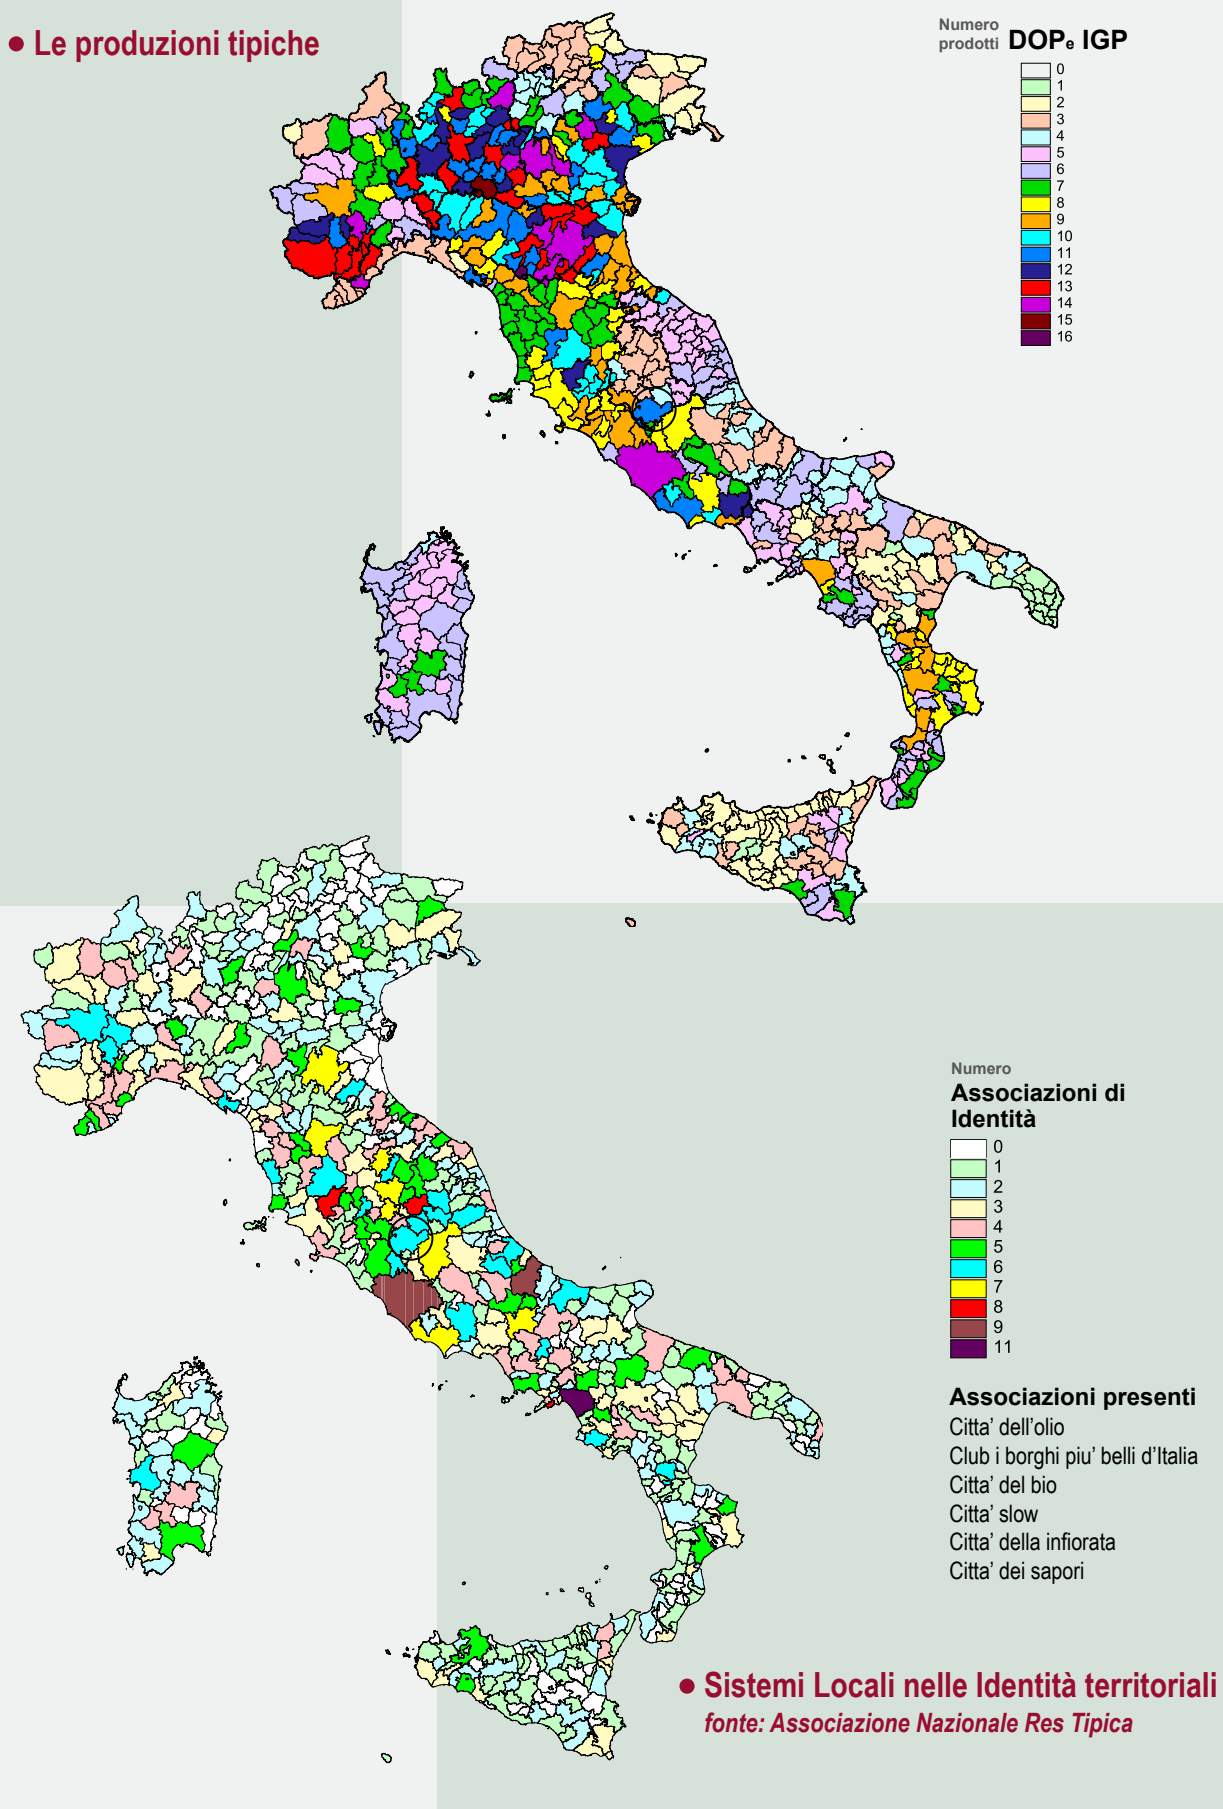 • Le produzioni tipiche
Numero
prodotti DOPe IGP
0
1
2
3
4
5
6
7
8
9
10
11
12
13
14
15
16
Numero
Associazioni di
Identità
0
1
2
3
4
5
6
7
8
9
11
Associazioni presenti
Citta' dell'olio
Club i borghi piu' belli d'Italia
Citta' del bio
Citta' slow
Citta' della infiorata
Citta' dei sapori
• Sistemi Locali nelle Identità territoriali
fonte: Associazione Nazionale Res Tipica